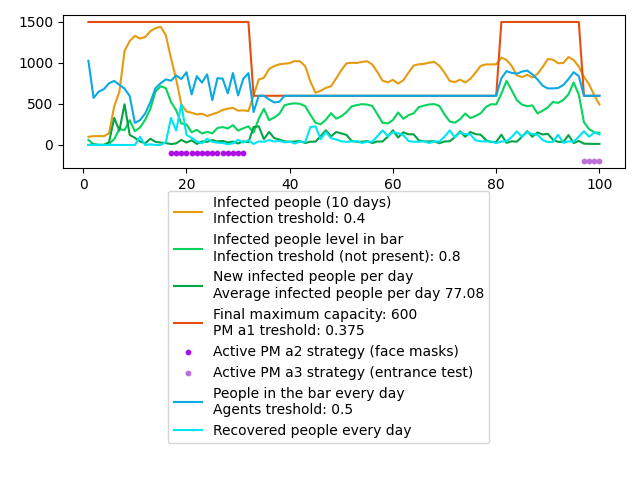 1500
1000
500
0
0 20 40 60 80 100
Infected people (10 days)
Infection treshold: 0.4
Infected people level in bar
Infection treshold (not present): 0.8
New infected people per day
Average infected people per day 77.08
Final maximum capacity: 600
PM a1 treshold: 0.375
Active PM a2 strategy (face masks)
Active PM a3 strategy (entrance test)
People in the bar every day
Agents treshold: 0.5
Recovered people every day